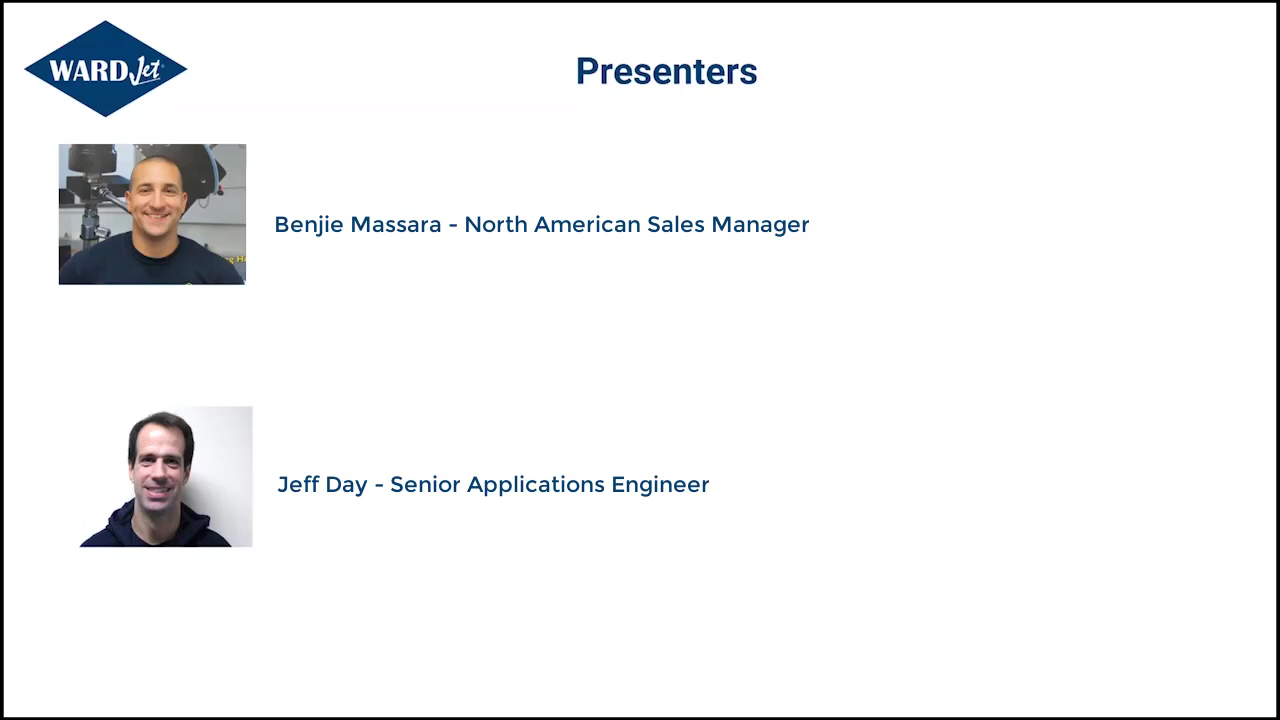 WARDJet
Presenters
Benjie Massara - North American Sales Manager
Jeff Day - Senior Applications Engineer